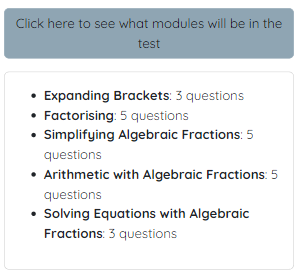 Click here to see what modules will be in the
test
• Expanding Brackets: 3 questions
• Factorising: 5 questions
• Simplifying Algebraic Fractions: 5
questions
• Arithmetic with Algebraic Fractions: 5
questions
• Solving Equations with Algebraic
Fractions: 3 questions